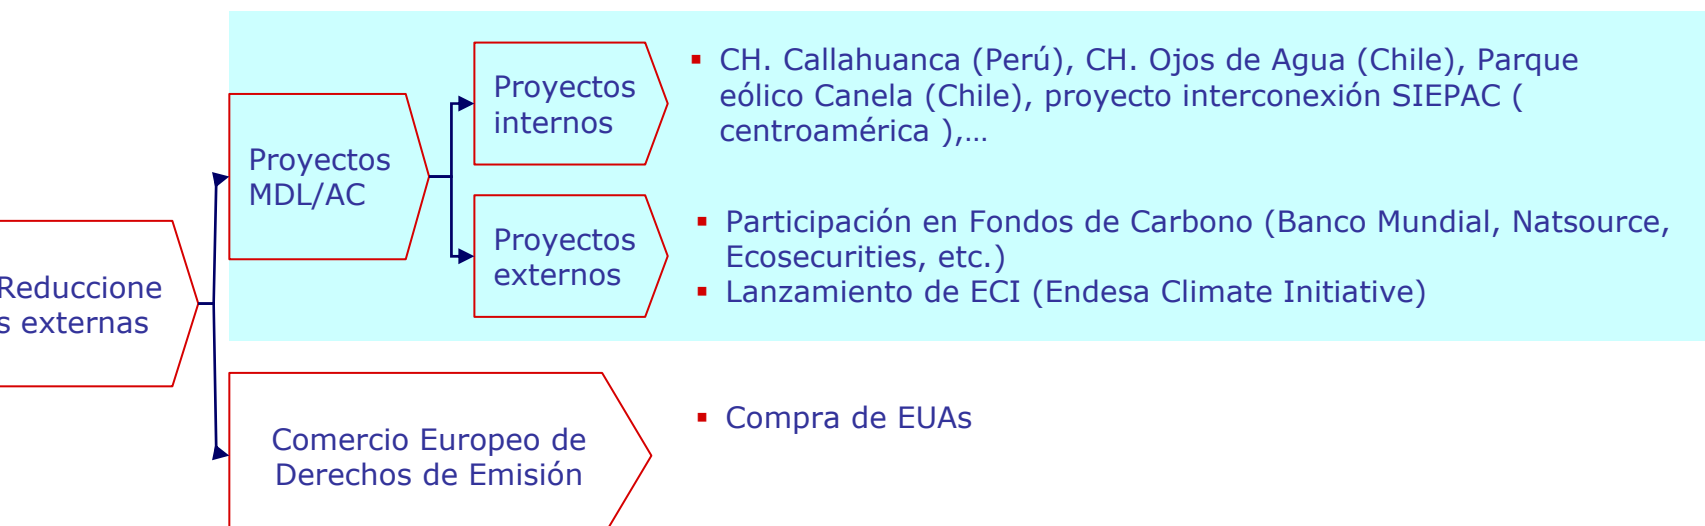 CH. Callahuanca (Perú), CH. Ojos de Agua (Chile), Parque
eólico Canela (Chile), proyecto interconexión SIEPAC (
centroamérica ),…
Proyectos
internos
Proyectos
MDL/AC
Participación en Fondos de Carbono (Banco Mundial, Natsource,
Ecosecurities, etc.)
Lanzamiento de ECI (Endesa Climate Initiative)
Proyectos
externos
Reduccione
s externas
Compra de EUAs
Comercio Europeo de
Derechos de Emisión